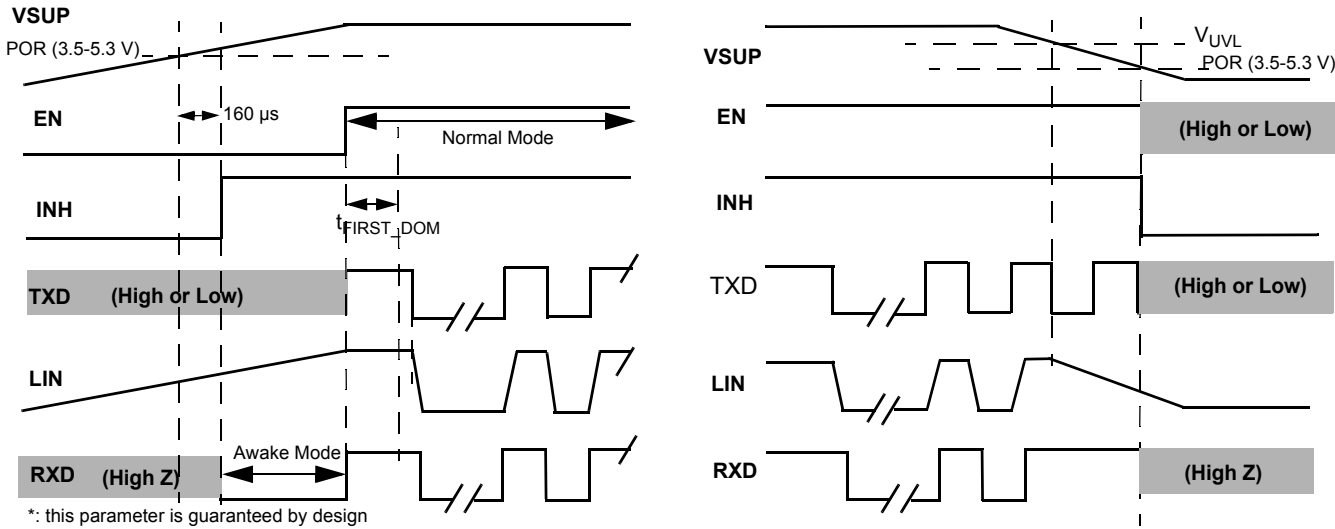 VSUP
POR (3.5-5.3 V)
160 µs
EN
Normal Mode
INH
tFIRST_DOM
TXD
(High or Low)
LIN
Awake Mode
RXD
(High Z)
*: this parameter is guaranteed by design
VUVL
VSUP
POR (3.5-5.3 V)
EN
(High or Low)
INH
TXD
(High or Low)
LIN
RXD
(High Z)